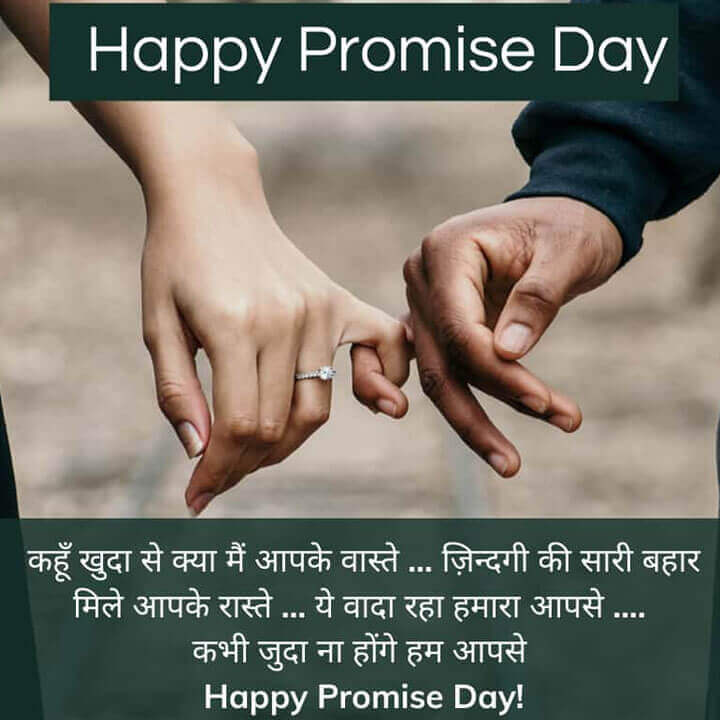 Happy Promise Day
कहूँ खुदा से क्या मैं आपके वास्ते ... ज़िन्दगी की सारी बहार
मिले आपके रास्ते ... ये वादा रहा हमारा आपसे ....
कभी जुदा ना होंगे हम आपसे
Happy Promise Day!